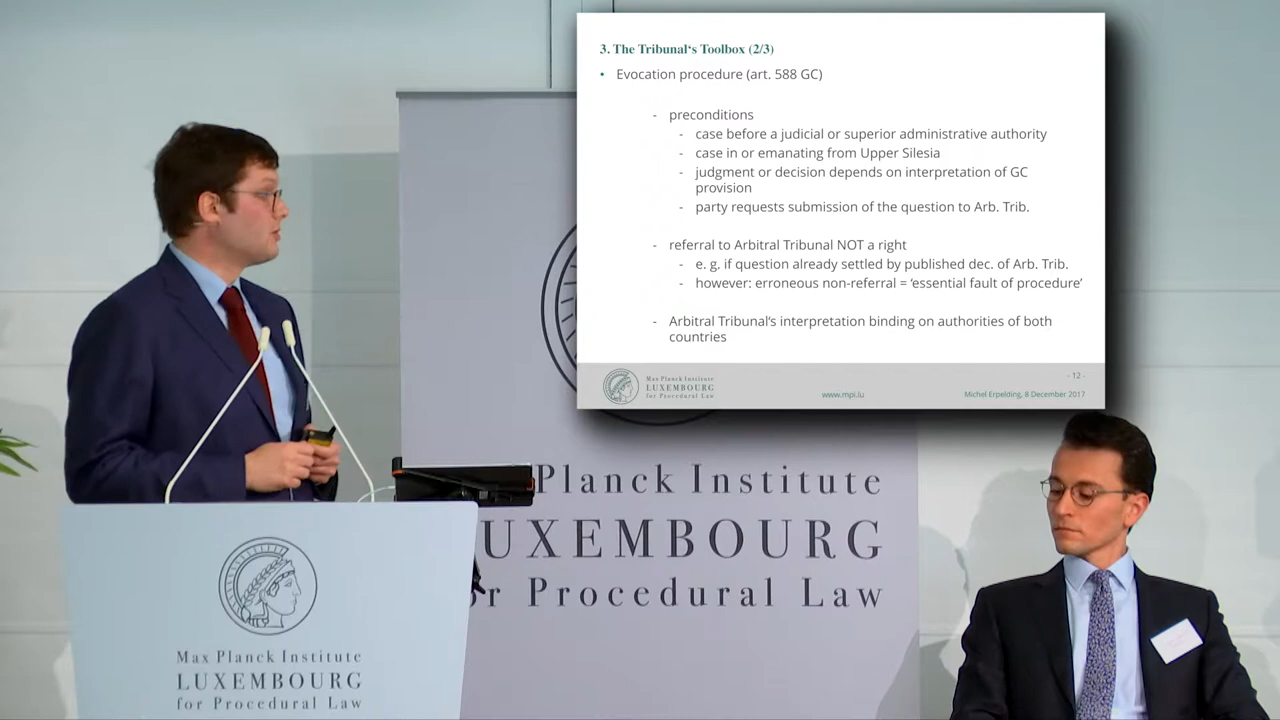 3. The Tribunal‘s Toolbox (2/3)
• Evocation procedure (art. 588 GC)
- preconditions
- case before a judicial or superior administrative authority
- case in or emanating from Upper Silesia
- judgment or decision depends on interpretation of GC
provision
- party requests submission of the question to Arb. Trib.
- referral to Arbitral Tribunal NOT a right
- e. g. if question already settled by published dec. of Arb. Trib.
- however: erroneous non-referral = ‘essential fault of procedure’
- Arbitral Tribunal’s interpretation binding on authorities of both
countries
Max Planck Institute
LUXEMBOURG
for Procedural Law
www.mpi.lu
- 12 -
Michel Erpelding, 8 December 2017
Planck Institute
UXEMBOURG
r Procedural Law
Max Planck Institute
LUXEMBOURG
for Procedural Law